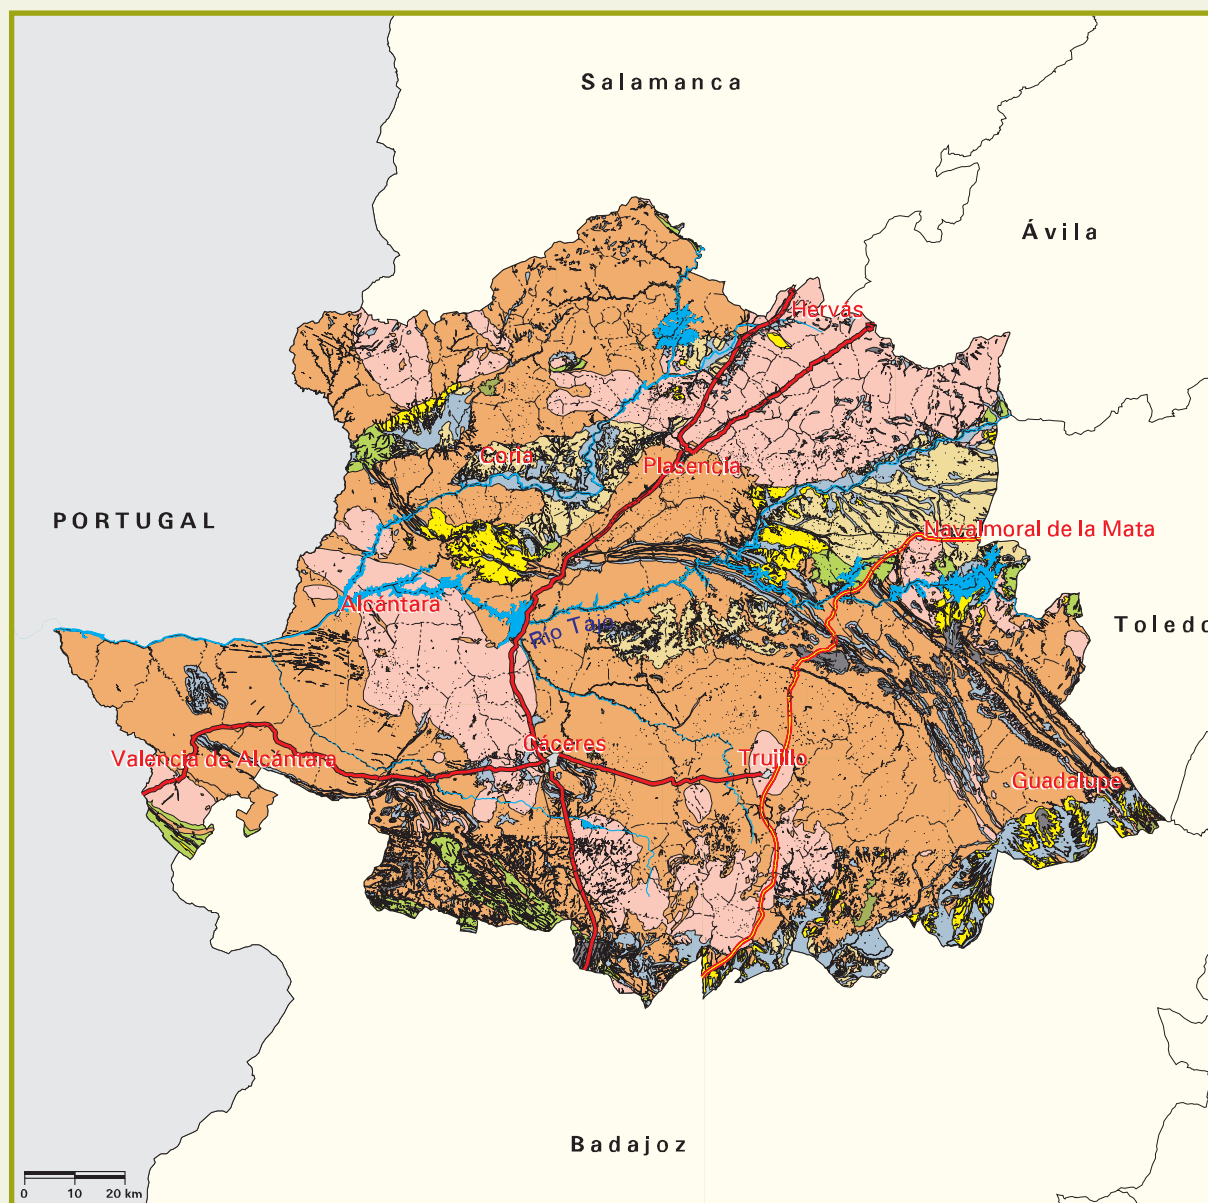 Salamanca
Ávila
Hervás
Coria
Plasencia
PORTUGAL
Navalmoral de la Mata
Alcántara
Río Tajo
Toledo
Cáceres
Valencia de Alcántara
Trujillo
Guadalupe
Badajoz
0 10 20 km